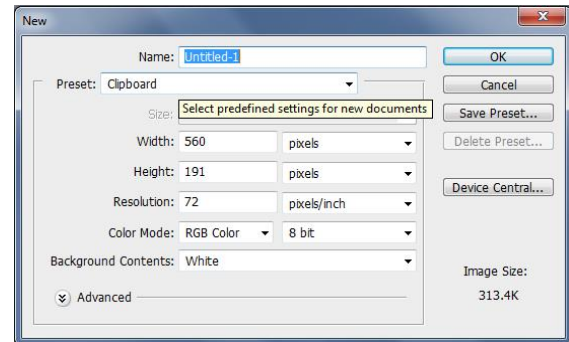 New
Name: Untitled-1
OK
Preset: Clipboard
Cancel
Size:
Select predefined settings for new documents
Save Preset...
Width: 560 pixels
Delete Preset...
Height: 191 pixels
Device Central...
Resolution: 72 pixels/inch
Color Mode: RGB Color 8 bit
Background Contents: White
Image Size:
Advanced
313.4K